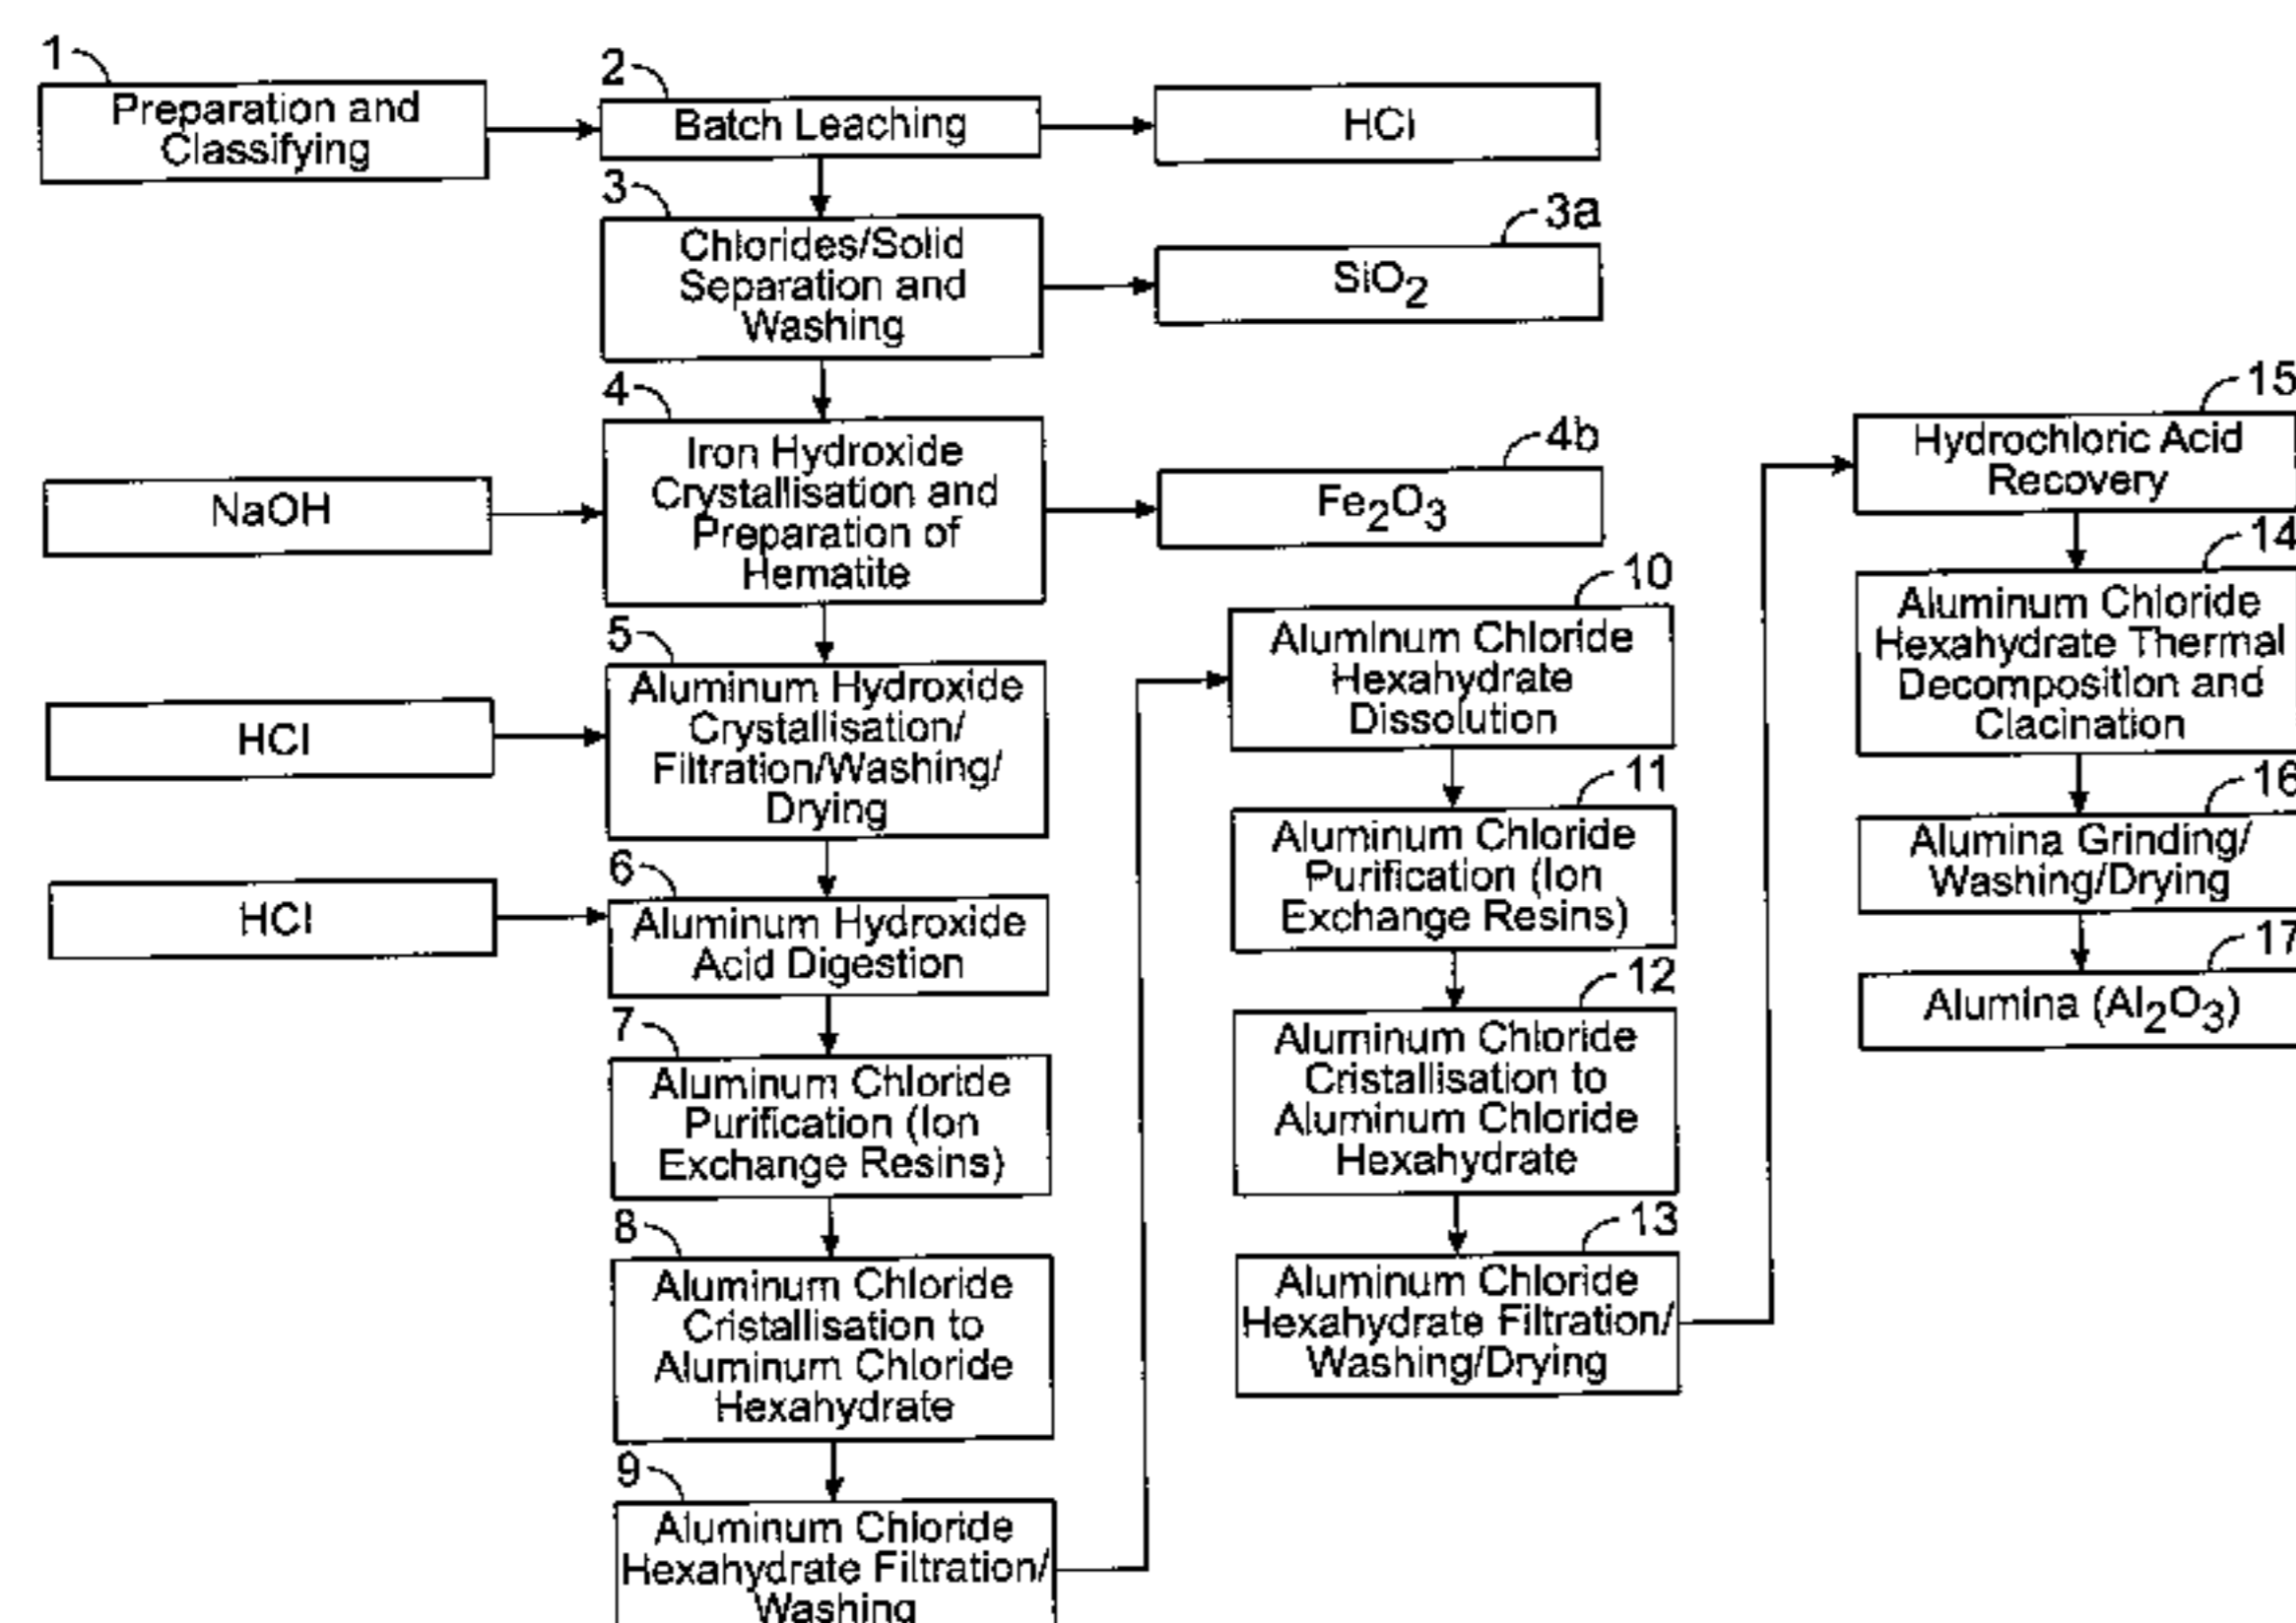 1
Preparation and
Classifying
2
Batch Leaching
HCl
3
Chlorides/Solid
Separation and
Washing
3a
SiO2
NaOH
4
Iron Hydroxide
Crystallisation and
Preparation of
Hematite
4b
Fe2O3
HCl
5
Aluminum Hydroxide
Crystallisation/
Filtration/Washing/
Drying
HCl
6
Aluminum Hydroxide
Acid Digestion
7
Aluminum Chloride
Purification (Ion
Exchange Resins)
8
Aluminum Chloride
Cristallisation to
Aluminum Chloride
Hexahydrate
9
Aluminum Chloride
Hexahydrate Filtration/
Washing
10
Aluminum Chloride
Hexahydrate
Dissolution
11
Aluminum Chloride
Purification (Ion
Exchange Resins)
12
Aluminum Chloride
Cristallisation to
Aluminum Chloride
Hexahydrate
13
Aluminum Chloride
Hexahydrate Filtration/
Washing/Drying
15
Hydrochloric Acid
Recovery
14
Aluminum Chloride
Hexahydrate Thermal
Decomposition and
Clacination
16
Alumina Grinding/
Washing/Drying
17
Alumina (Al2O3)